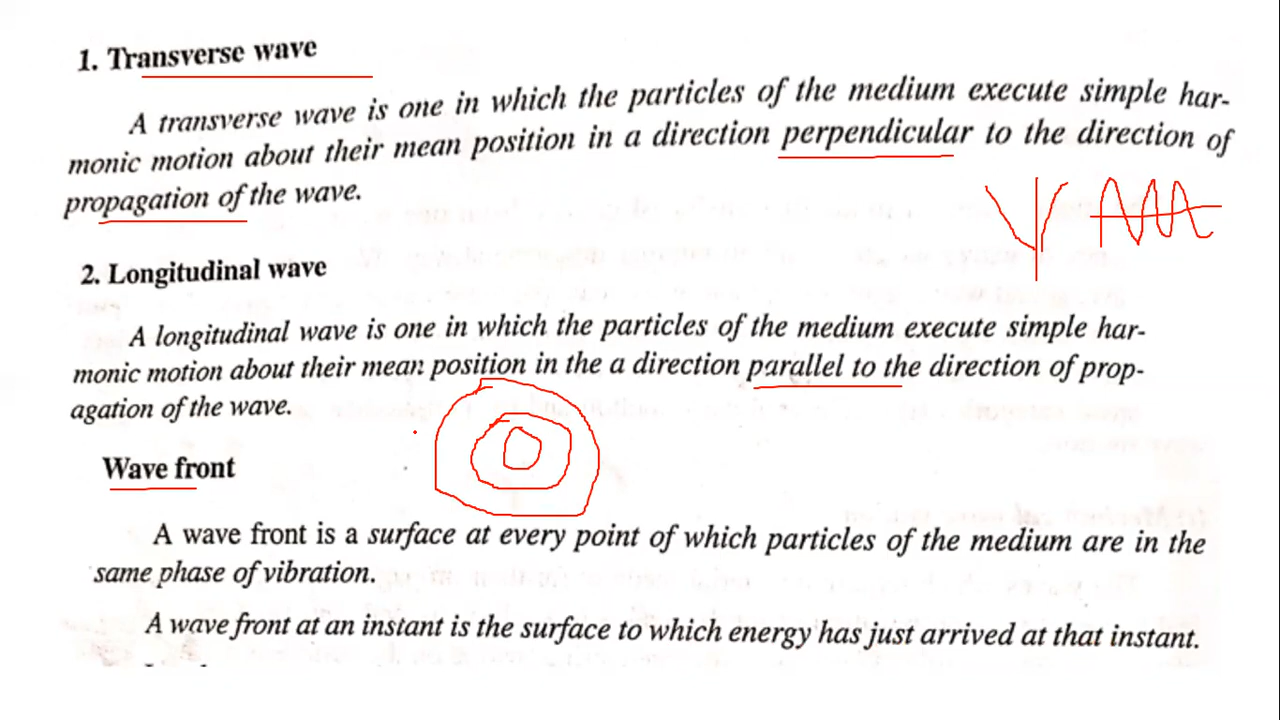 1. Transverse wave
A transverse wave is one in which the particles of the medium execute simple har-
monic motion about their mean position in a direction perpendicular to the direction of
propagation of the wave.
2. Longitudinal wave
A longitudinal wave is one in which the particles of the medium execute simple har-
monic motion about their mean position in the a direction parallel to the direction of prop-
agation of the wave.
Wave front
A wave front is a surface at every point of which particles of the medium are in the
same phase of vibration.
A wave front at an instant is the surface to which energy has just arrived at that instant.